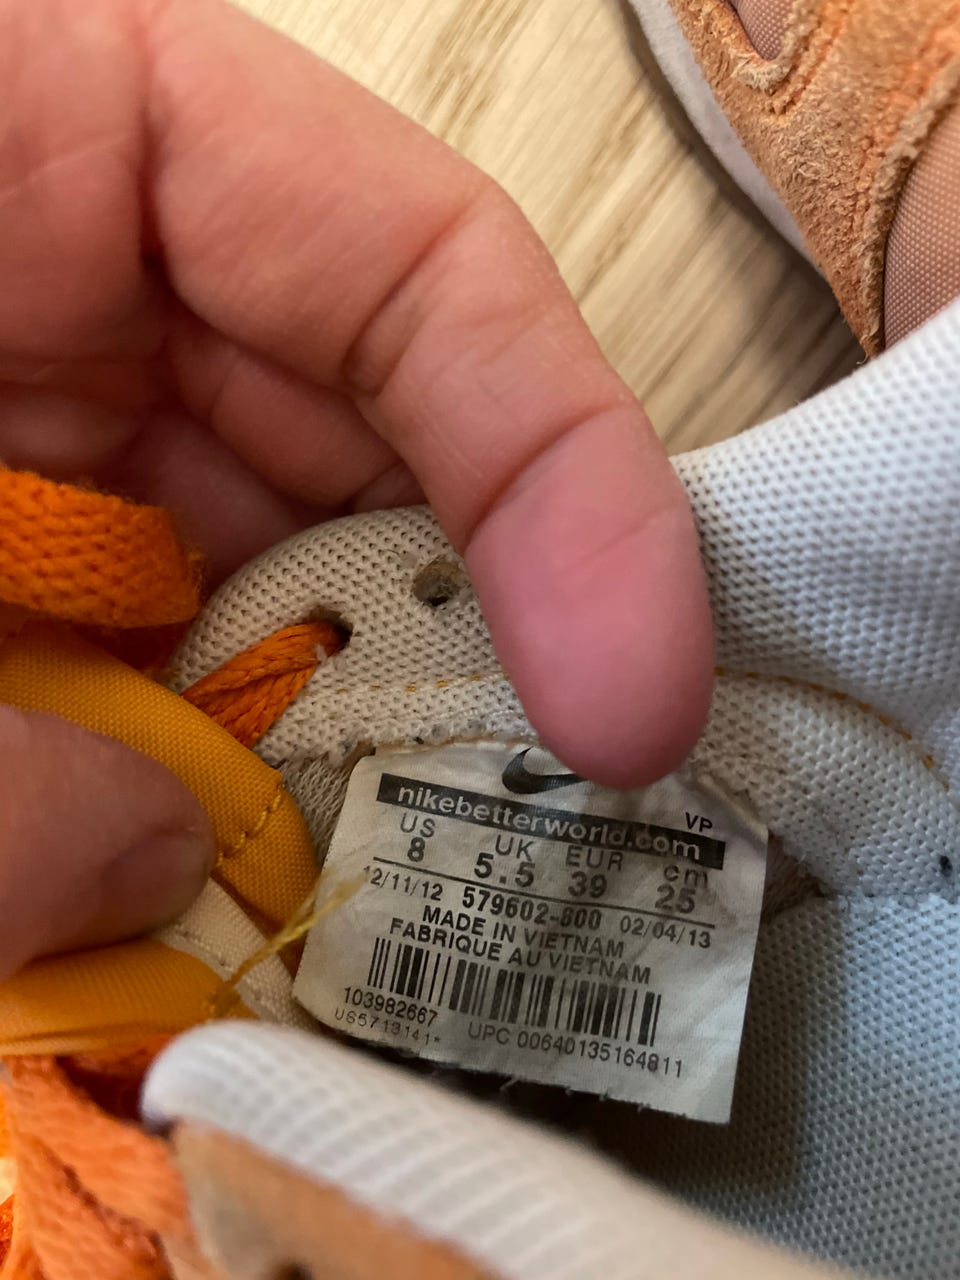 nikebetterworld.com
VP
US UK EUR cm
8 5.5 39 25
12/11/12 579602-800 02/04/13
MADE IN VIETNAM
FABRIQUE AU VIETNAM
103982667
US5713141*
UPC 00640135164811